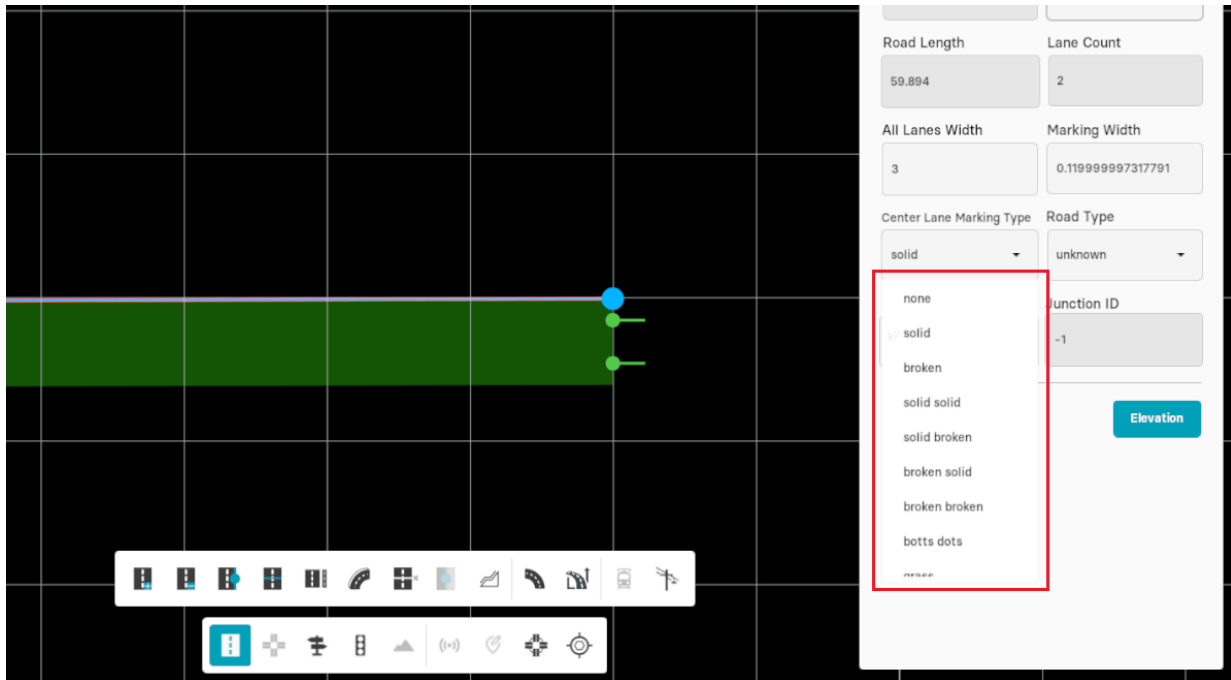 Road Length Lane Count
59.894 2
All Lanes Width Marking Width
3 0.119999997317791
Center Lane Marking Type Road Type
solid unknown
none
Junction ID
solid
-1
broken
solid solid
Elevation
solid broken
broken solid
broken broken
botts dots
grass